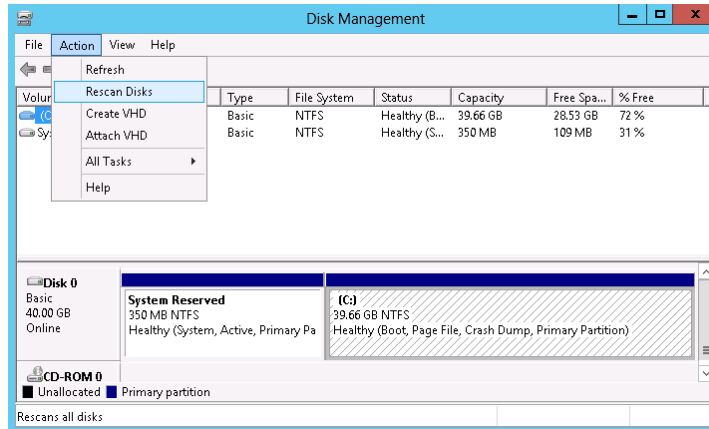 Disk Management
File Action View Help
Refresh
Rescan Disks
Create VHD
Attach VHD
All Tasks
Help
Type File System Status Capacity Free Spa... % Free
Basic NTFS Healthy (B... 39.66 GB 28.53 GB 72 %
Basic NTFS Healthy (S... 350 MB 109 MB 31 %
Disk 0
Basic
40.00 GB
Online
System Reserved
350 MB NTFS
Healthy (System, Active, Primary Pa
(C:)
39.66 GB NTFS
Healthy (Boot, Page File, Crash Dump, Primary Partition)
CD-ROM 0
Unallocated Primary partition
Rescans all disks